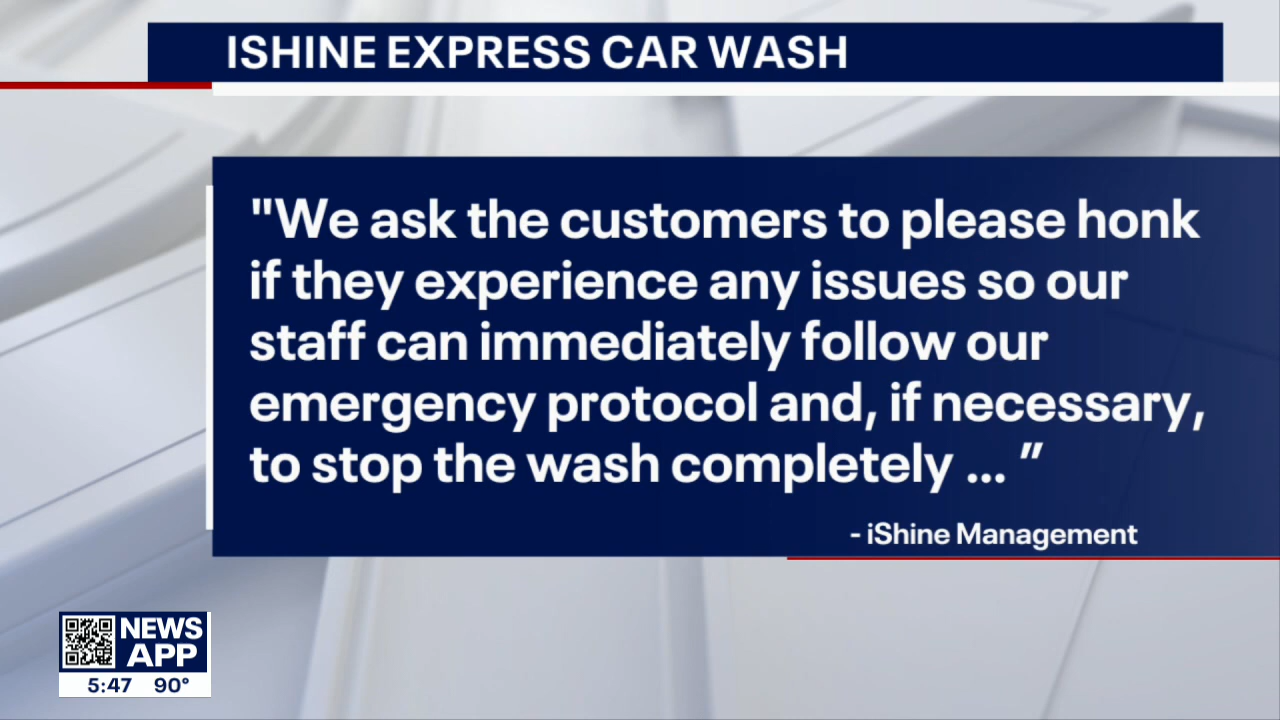 ISHINE EXPRESS CAR WASH
"We ask the customers to please honk
if they experience any issues so our
staff can immediately follow our
emergency protocol and, if necessary,
to stop the wash completely ... ”
- iShine Management
NEWS
APP
5:47 90°